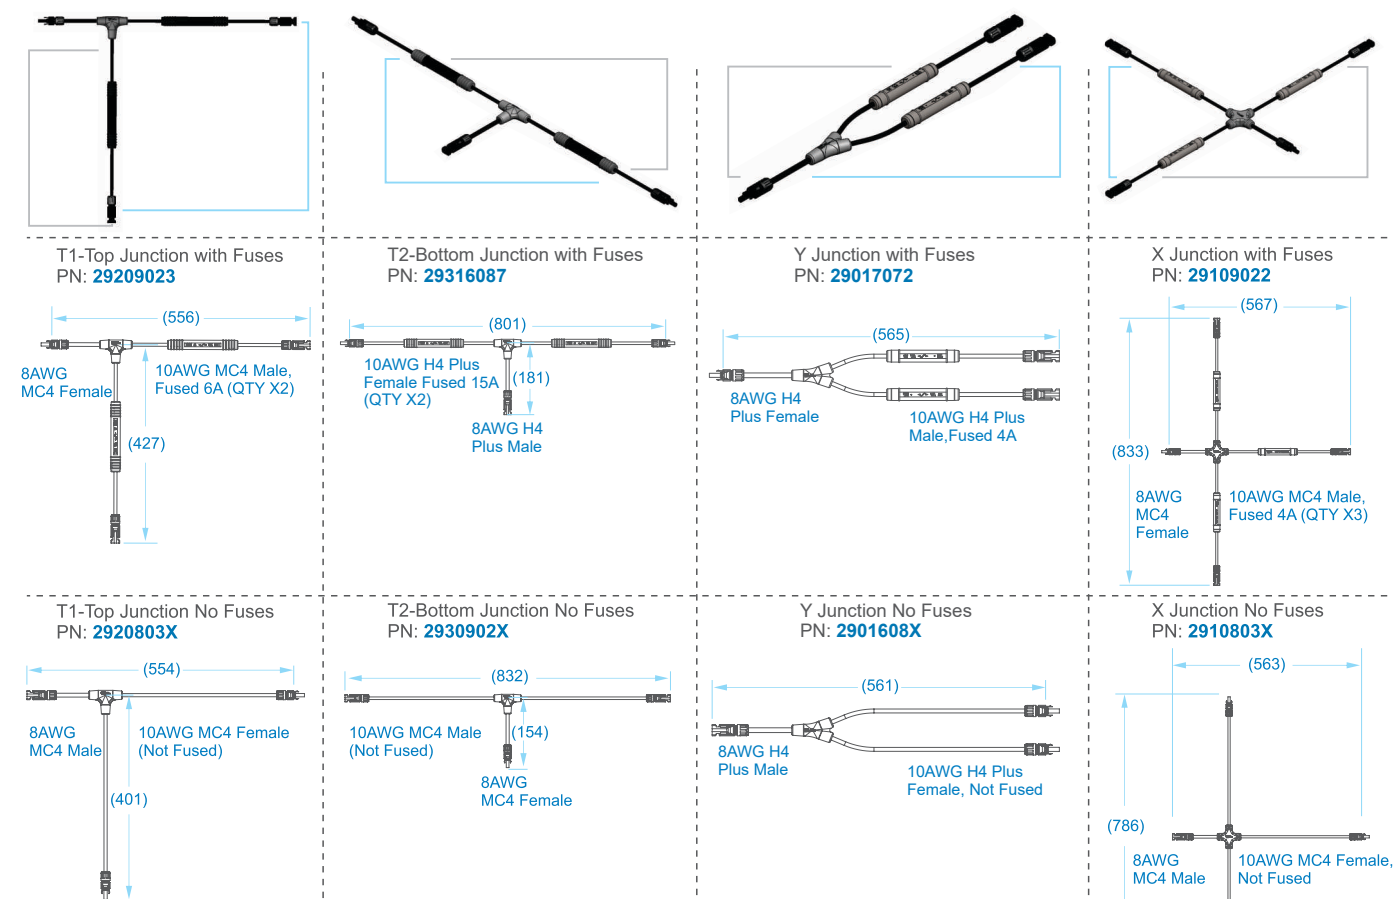 T1-Top Junction with Fuses
PN: 29209023
(556)
8AWG
MC4 Female
10AWG MC4 Male,
Fused 6A (QTY X2)
(427)
T2-Bottom Junction with Fuses
PN: 29316087
(801)
10AWG H4 Plus
Female Fused 15A
(QTY X2)
(181)
8AWG H4
Plus Male
Y Junction with Fuses
PN: 29017072
(565)
8AWG H4
Plus Female
10AWG H4 Plus
Male,Fused 4A
X Junction with Fuses
PN: 29109022
(567)
(833)
8AWG
MC4
Female
10AWG MC4 Male,
Fused 4A (QTY X3)
T1-Top Junction No Fuses
PN: 2920803X
(554)
8AWG
MC4 Male
10AWG MC4 Female
(Not Fused)
(401)
T2-Bottom Junction No Fuses
PN: 2930902X
(832)
10AWG MC4 Male
(Not Fused)
(154)
8AWG
MC4 Female
Y Junction No Fuses
PN: 2901608X
(561)
8AWG H4
Plus Male
10AWG H4 Plus
Female, Not Fused
X Junction No Fuses
PN: 2910803X
(563)
(786)
8AWG
MC4 Male
10AWG MC4 Female,
Not Fused